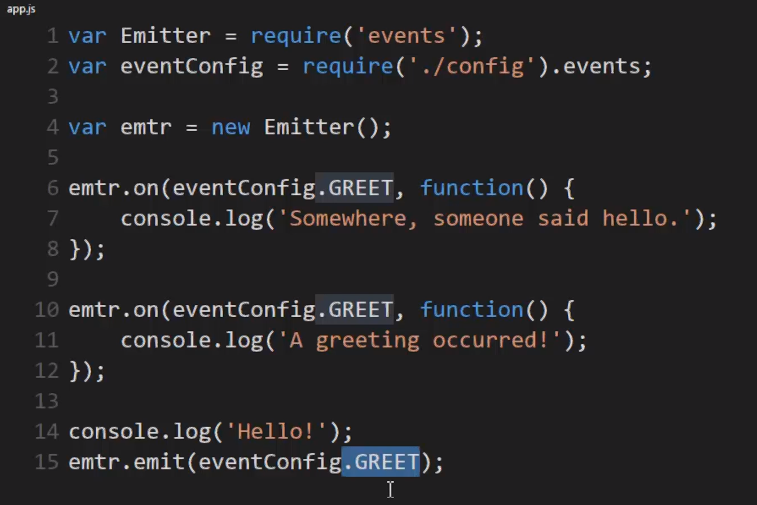 app.js
1 var Emitter = require('events');
2 var eventConfig = require('./config').events;
3
4 var emtr = new Emitter();
5
6 emtr.on(eventConfig.GREET, function() {
7     console.log('Somewhere, someone said hello.');
8 });
9
10 emtr.on(eventConfig.GREET, function() {
11     console.log('A greeting occurred!');
12 });
13
14 console.log('Hello!');
15 emtr.emit(eventConfig.GREET);